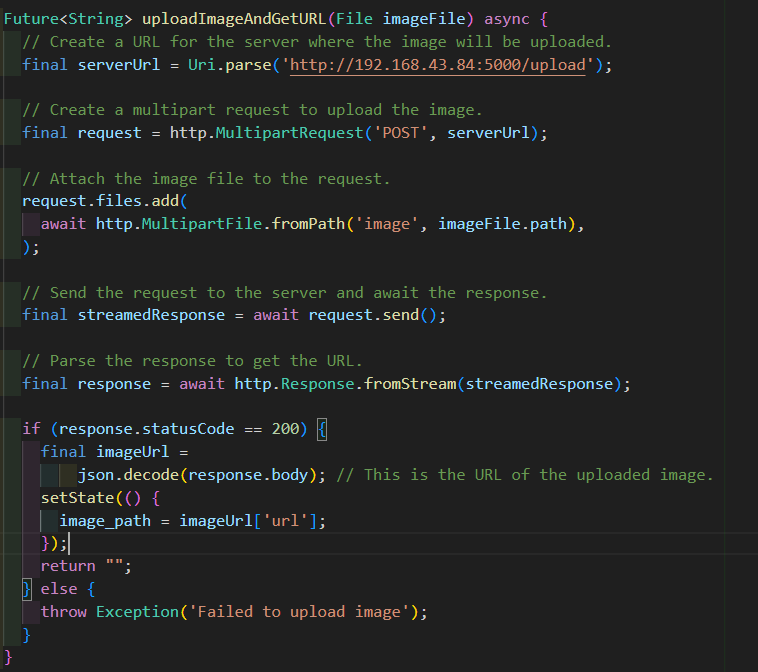 Future<String> uploadImageAndGetURL(File imageFile) async {
// Create a URL for the server where the image will be uploaded.
final serverUrl = Uri.parse('http://192.168.43.84:5000/upload');
// Create a multipart request to upload the image.
final request = http.MultipartRequest('POST', serverUrl);
// Attach the image file to the request.
request.files.add(
await http.MultipartFile.fromPath('image', imageFile.path),
);
// Send the request to the server and await the response.
final streamedResponse = await request.send();
// Parse the response to get the URL.
final response = await http.Response.fromStream(streamedResponse);
if (response.statusCode == 200) {
final imageUrl =
json.decode(response.body); // This is the URL of the uploaded image.
setState(() {
image_path = imageUrl['url'];
});
return "";
} else {
throw Exception('Failed to upload image');
}
}